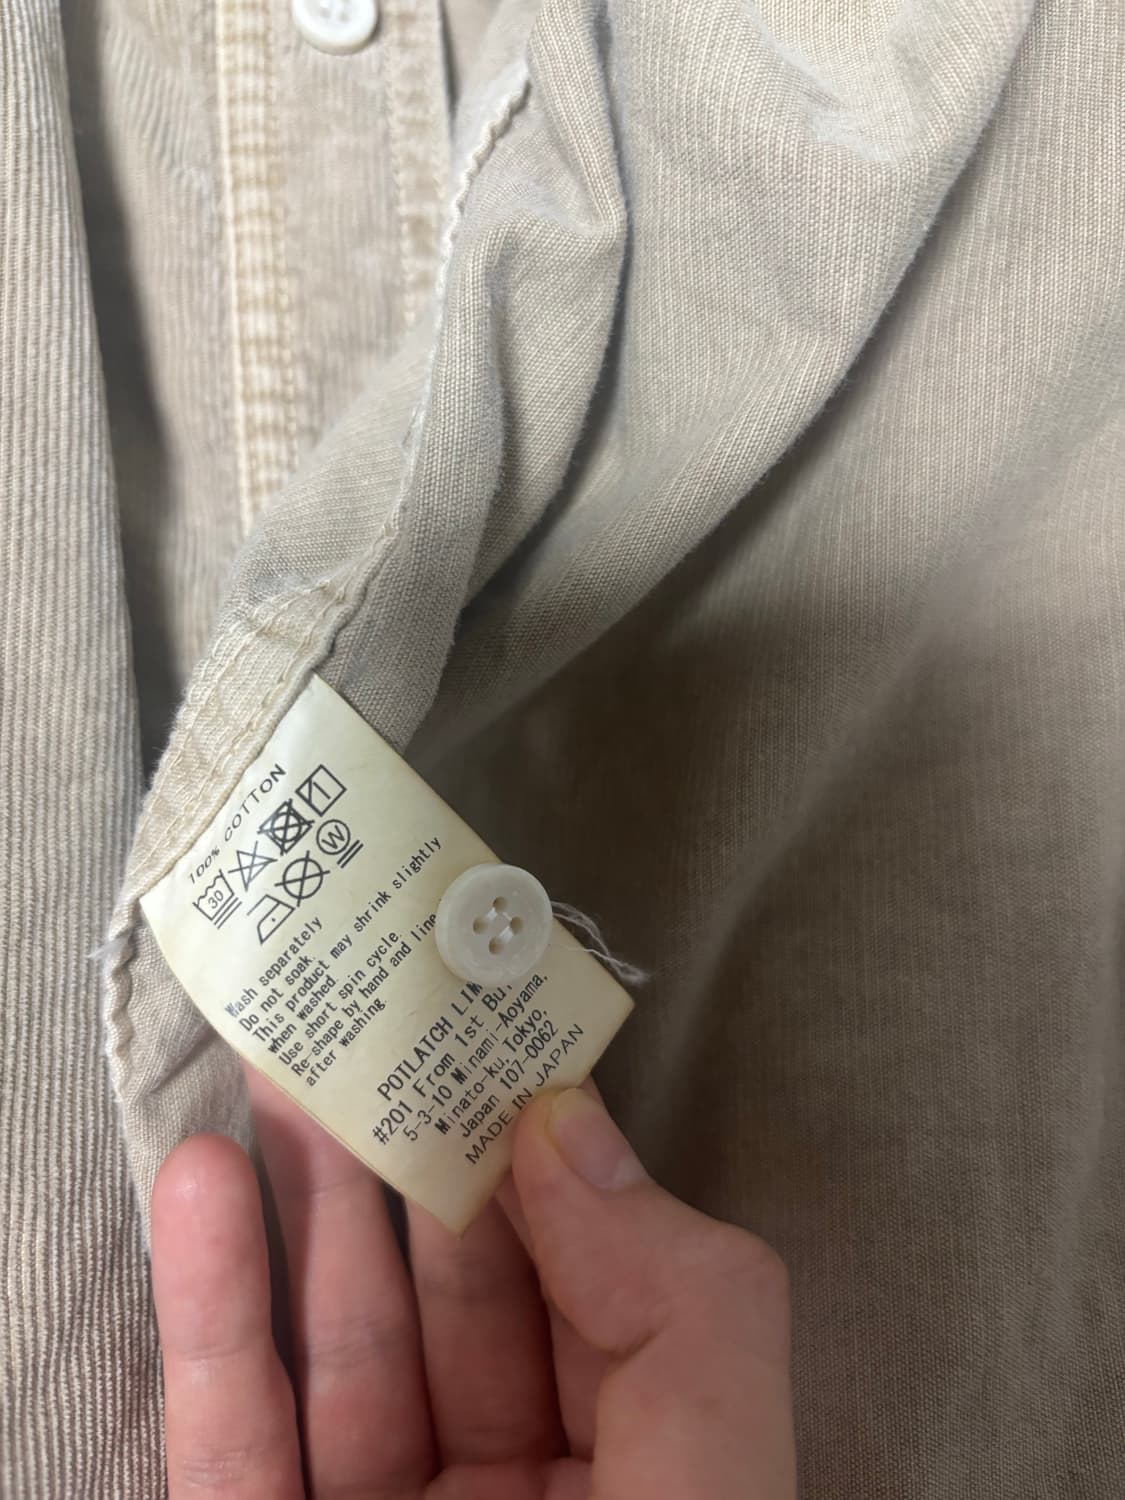 100% COTTON
30
W
Wash separately
Do not soak.
This product may shrink slightly
when washed.
Use short spin cycle.
Re-shape by hand and line
after washing.
POTLATCH
#201 From 1st
5-3-10 Minami-Aoyama,
Minato-ku, Tokyo,
Japan 107-0062
MADE IN JAPAN